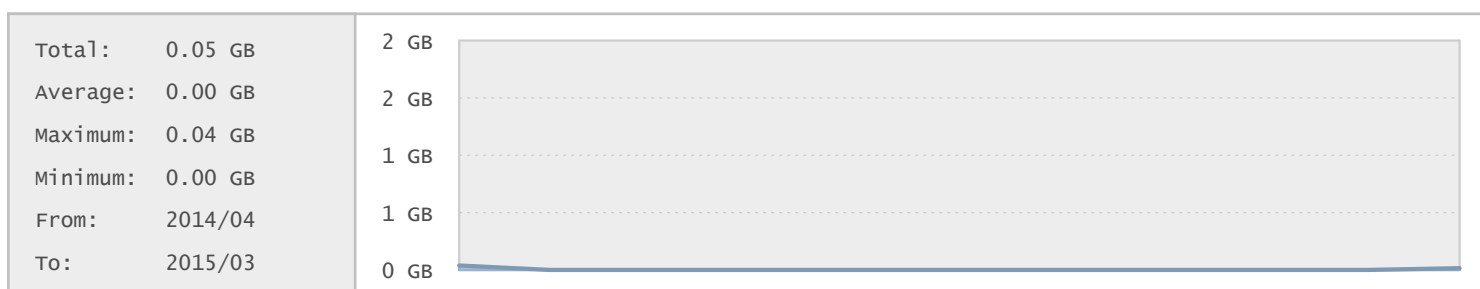 Total: 0.05 GB
Average: 0.00 GB
Maximum: 0.04 GB
Minimum: 0.00 GB
From: 2014/04
To: 2015/03
2 GB
2 GB
1 GB
1 GB
0 GB